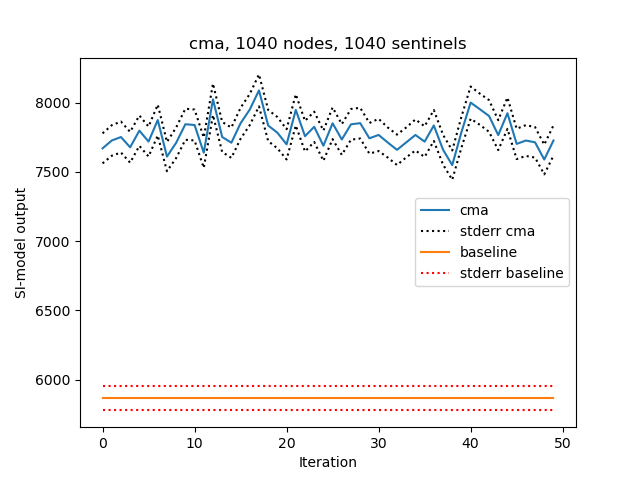 cma, 1040 nodes, 1040 sentinels
SI-model output
8000
7500
7000
6500
6000
cma
stderr cma
baseline
stderr baseline
0 10 20 30 40 50
Iteration